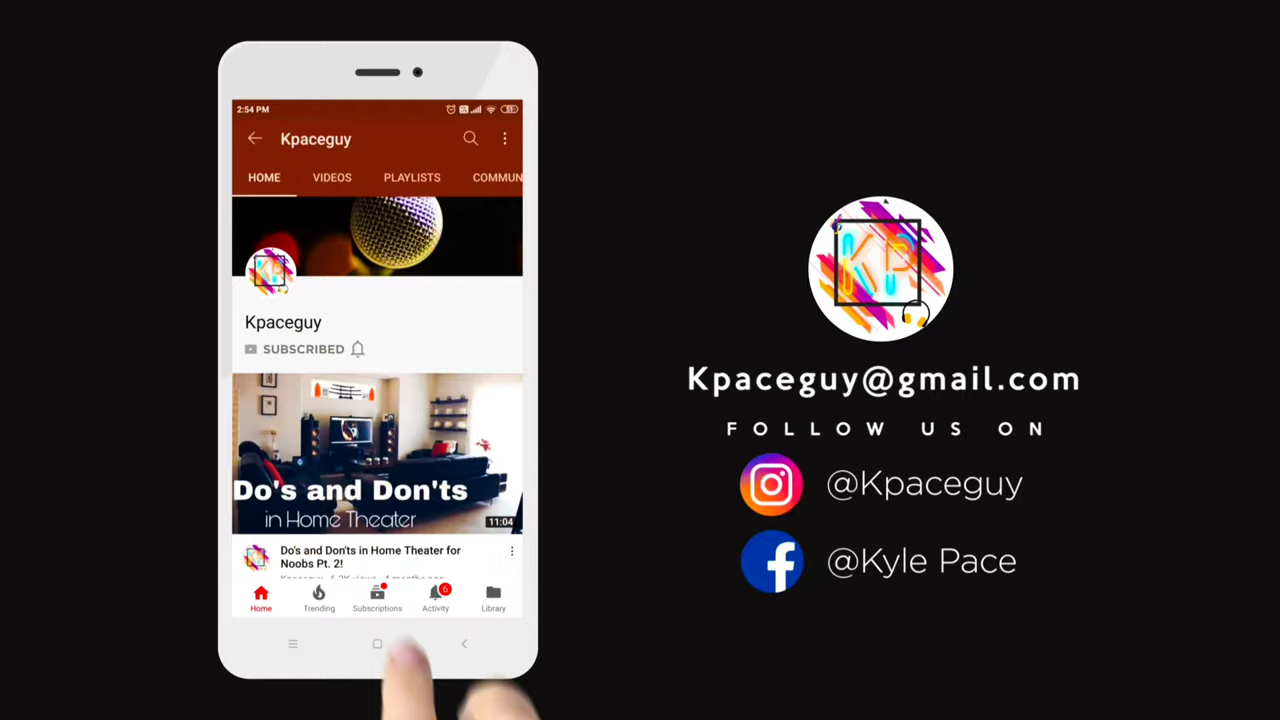 2:54 PM
Kpaceguy
HOME VIDEOS PLAYLISTS COMMUN
Kpaceguy
SUBSCRIBED
Do's and Don'ts
in Home Theater
11:04
Do's and Don'ts in Home Theater for
Noobs Pt. 2!
Home Trending Subscriptions Activity Library
6
KP
Kpaceguy@gmail.com
FOLLOW US ON
@Kpaceguy
@Kyle Pace